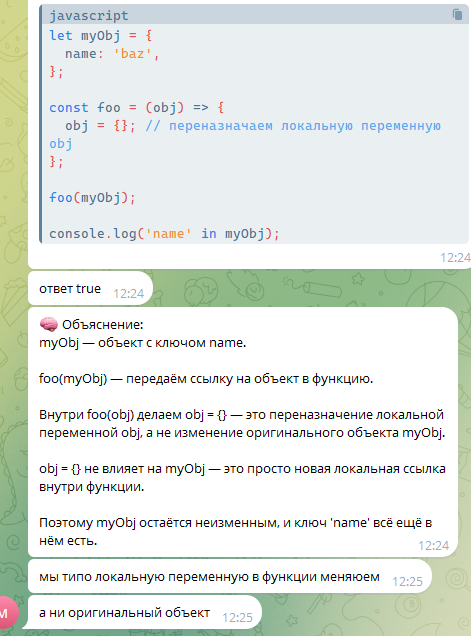 javascript
let myObj = {
  name: 'baz',
};

const foo = (obj) => {
  obj = {}; // переназначаем локальную переменную
obj
};

foo(myObj);

console.log('name' in myObj);
12:24
ответ true 12:24
🧠 Объяснение:
myObj — объект с ключом name.

foo(myObj) — передаём ссылку на объект в функцию.

Внутри foo(obj) делаем obj = {} — это переназначение локальной
переменной obj, а не изменение оригинального объекта myObj.

obj = {} не влияет на myObj — это просто новая локальная ссылка
внутри функции.

Поэтому myObj остаётся неизменным, и ключ 'name' всё ещё в
нём есть. 12:24
мы типо локальную переменную в функции меняюем 12:25
М
а ни оригинальный объект 12:25